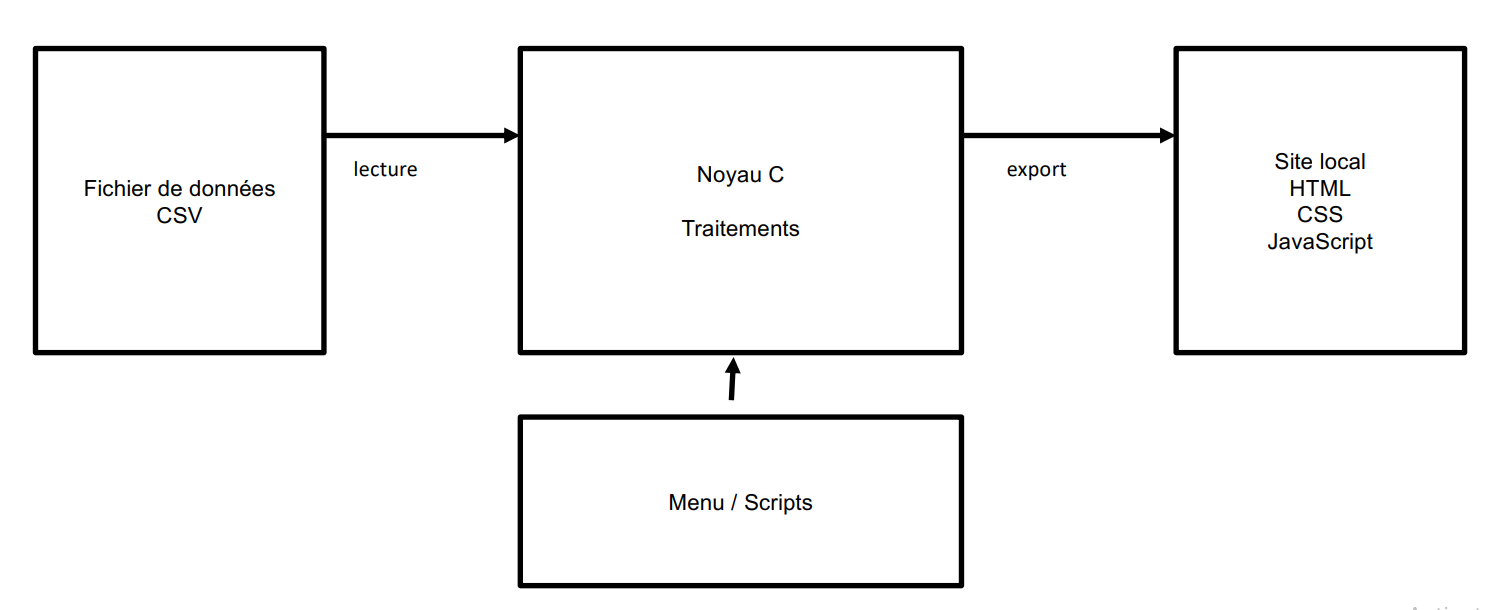 Fichier de données
CSV
lecture
Noyau C
Traitements
export
Site local
HTML
CSS
JavaScript
Menu / Scripts